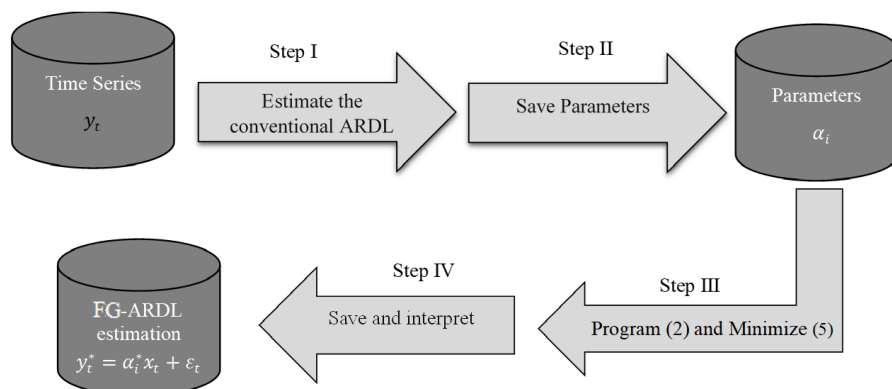 Step I
Step II
Time Series
y_t
Estimate the
conventional ARDL
Save Parameters
Parameters
α_i
Step III
Program (2) and Minimize (5)
Step IV
Save and interpret
𝔽𝔾-ARDL
estimation
y_t^* = α_i^* x_t + ε_t